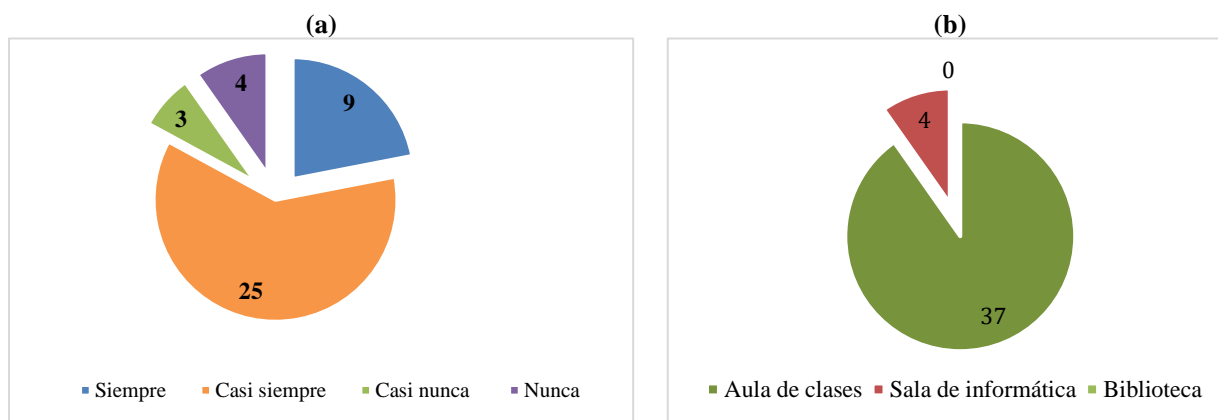 (a)
4
9
3
25
Siempre Casi siempre Casi nunca Nunca
(b)
0
4
37
Aula de clases Sala de informática Biblioteca